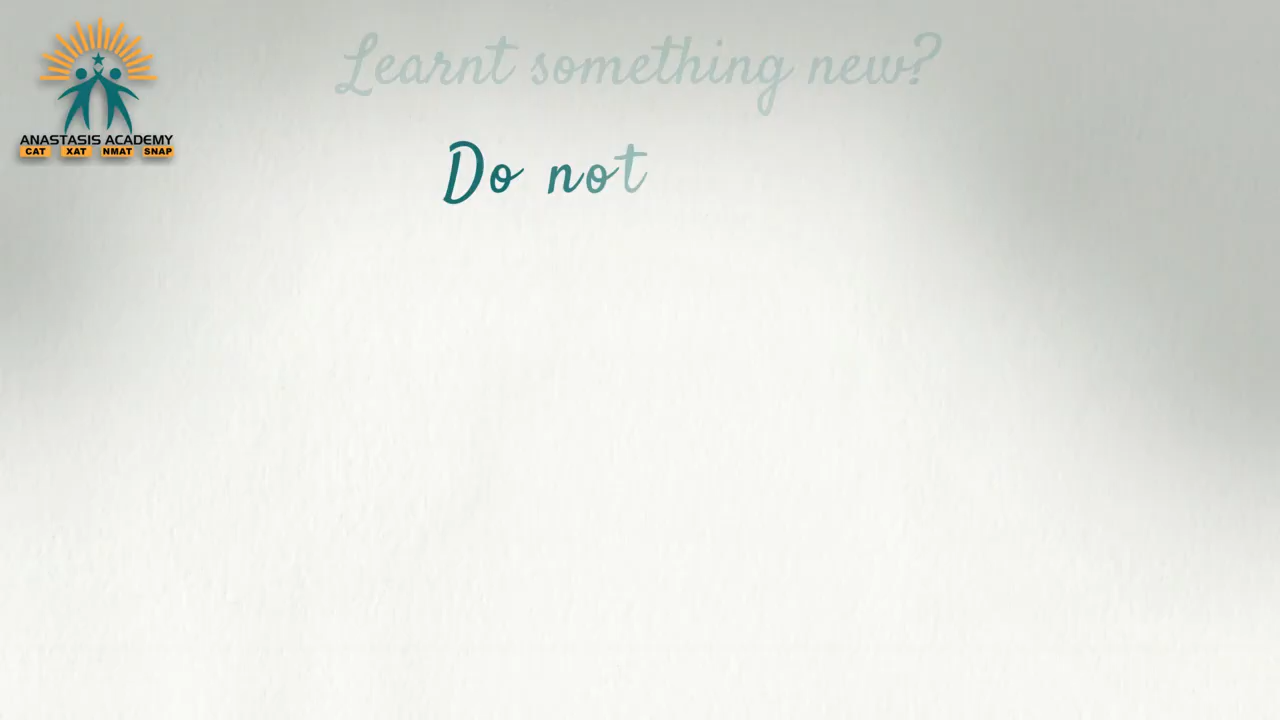 Learnt something new?
Do not
ANASTASIS ACADEMY
CAT XAT NMAT SNAP